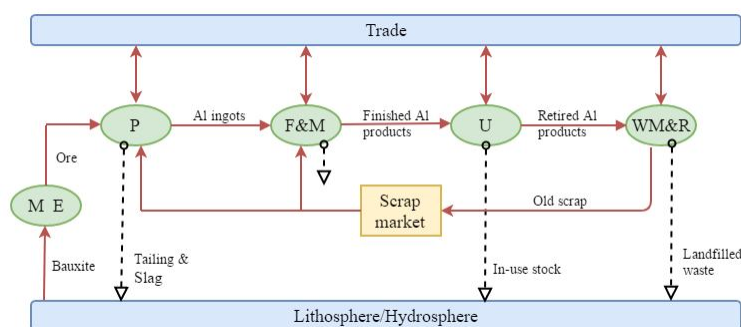 Trade
P
Al ingots
F&M
Finished Al
products
U
Retired Al
products
WM&R
Ore
M E
Scrap
market
Old scrap
Bauxite
Tailing &
Slag
In-use stock
Landfilled
waste
Lithosphere/Hydrosphere